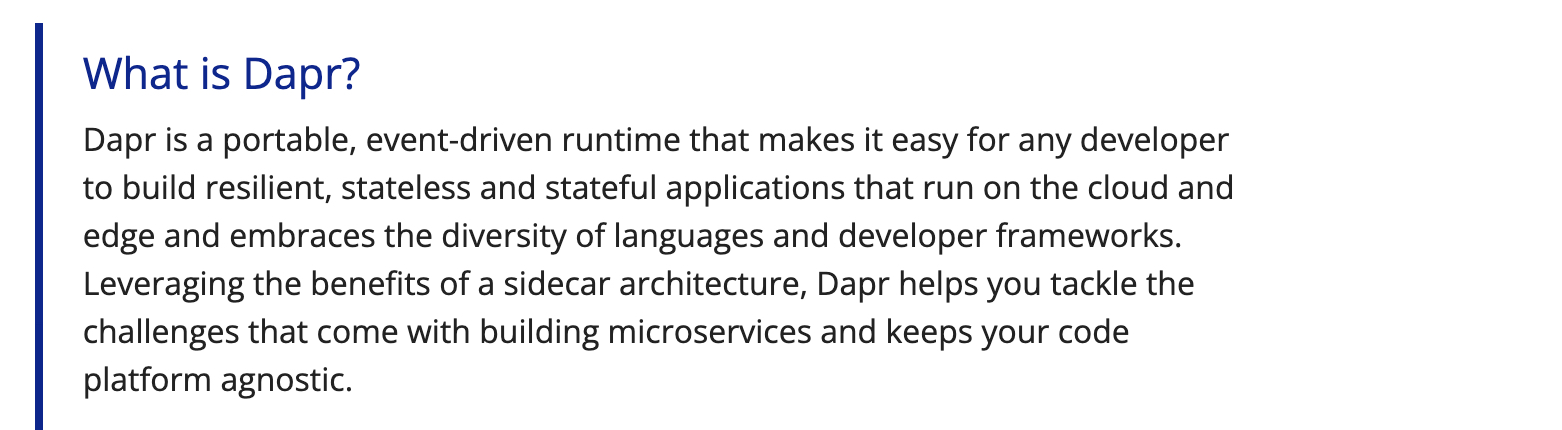 What is Dapr?
Dapr is a portable, event-driven runtime that makes it easy for any developer
to build resilient, stateless and stateful applications that run on the cloud and
edge and embraces the diversity of languages and developer frameworks.
Leveraging the benefits of a sidecar architecture, Dapr helps you tackle the
challenges that come with building microservices and keeps your code
platform agnostic.